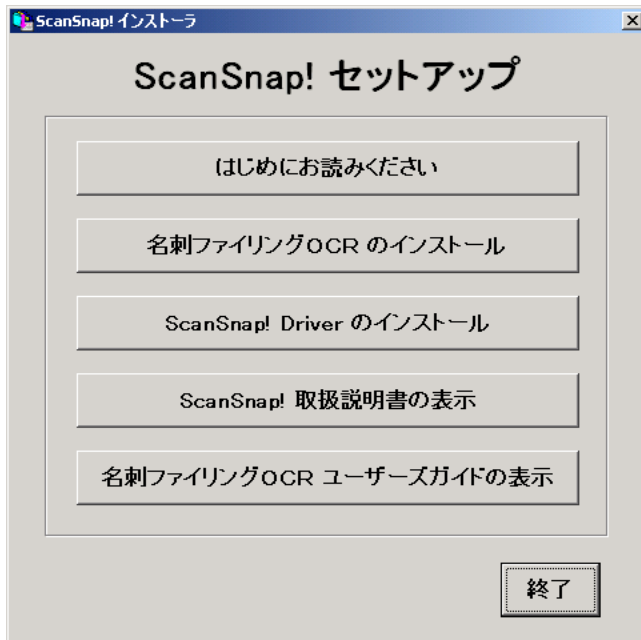 ScanSnap! インストーラ
ScanSnap! セットアップ
はじめにお読みください
名刺ファイリングOCR のインストール
ScanSnap! Driver のインストール
ScanSnap! 取扱説明書の表示
名刺ファイリングOCR ユーザーズガイドの表示
終了